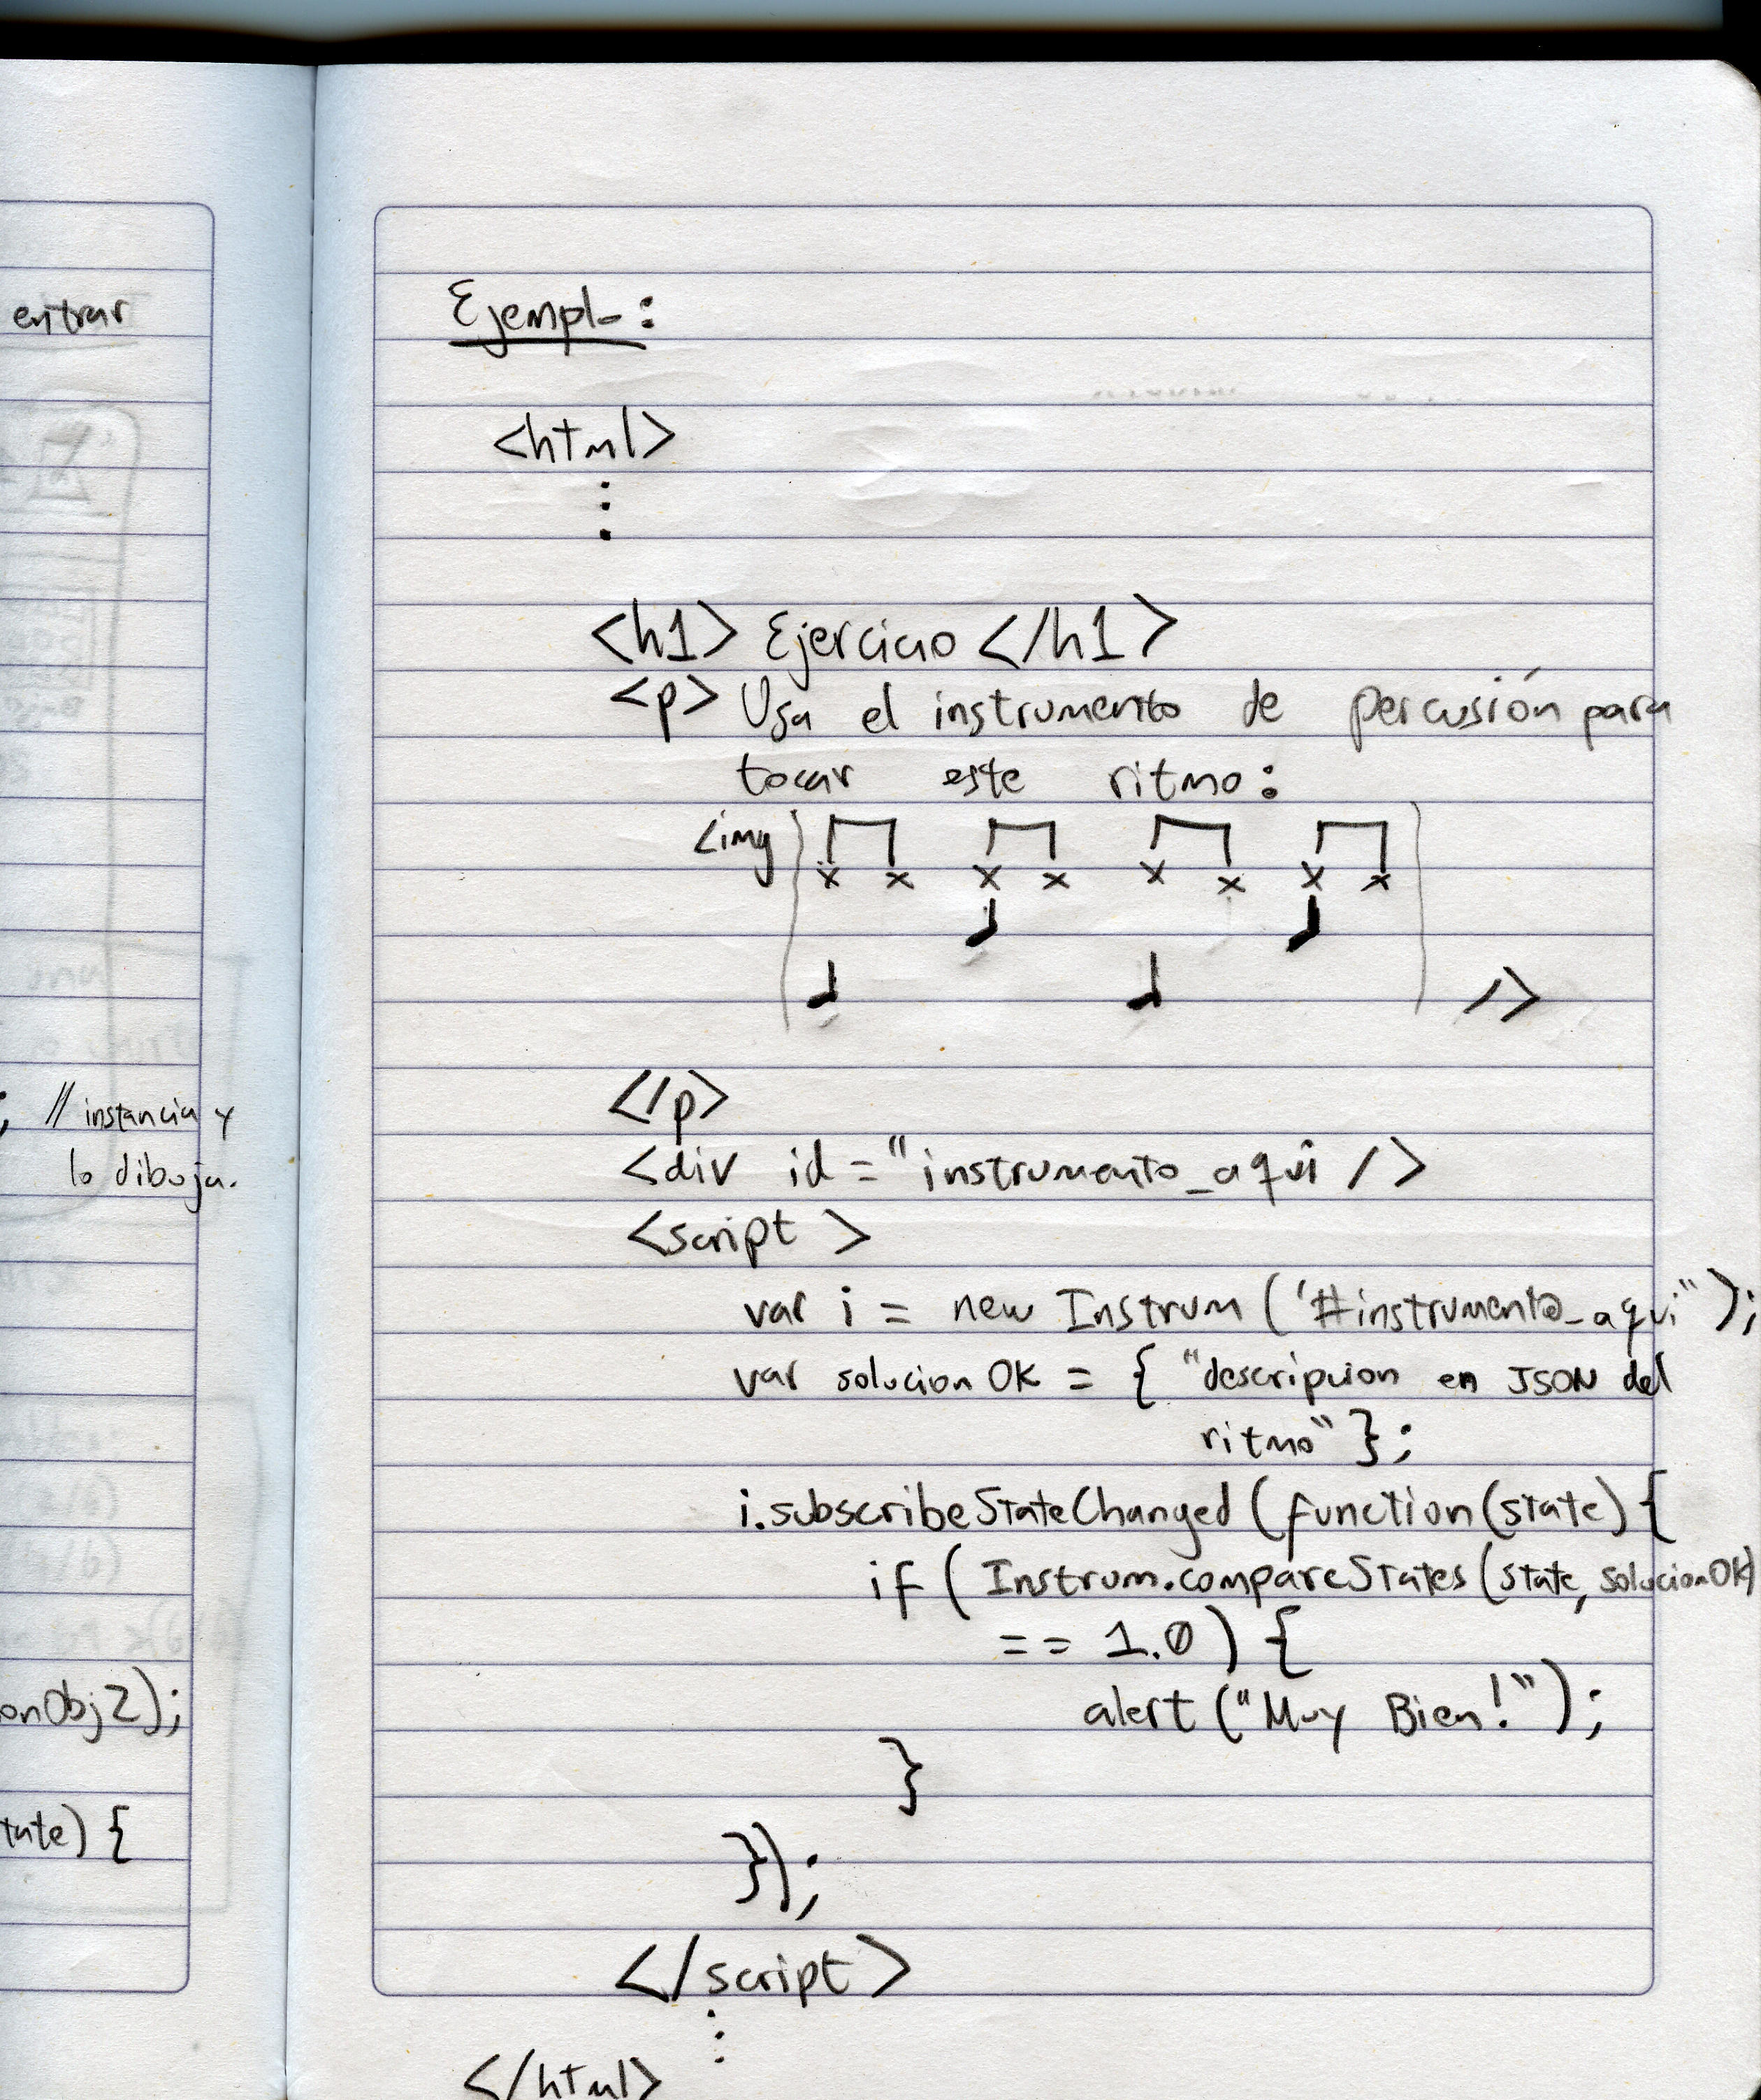 entrar
; // instancia y
lo dibuja.
onObj2);
tate) {
Ejemplo:
<html>
⋮
<h1> Ejercicio </h1>
<p> Usa el instrumento de percusión para
tocar este ritmo:
<img
/>
</p>
<div id="instrumento_aqui />
<script >
var i = new Instrum ('#instrumento_aqui");
var solucionOK = { "descripcion en JSON del
ritmo" };
i.subscribeStateChanged (function(state) {
if ( Instrum.compareStates (state, solucionOK)
== 1.0 ) {
alert ("Muy Bien!");
}
});
</script>
⋮
</html>